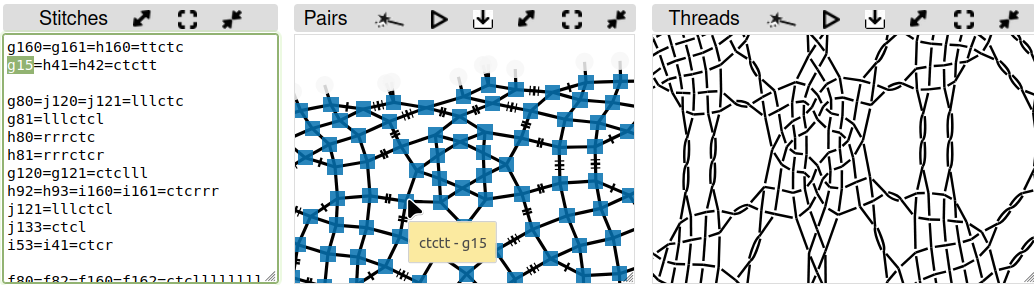 Stitches
g160=g161=h160=ttctc
g15=h41=h42=ctctt
g80=j120=j121=lllctc
g81=lllctcl
h80=rrrctc
h81=rrrctcr
g120=g121=ctclll
h92=h93=i160=i161=ctcrrr
j121=lllctcl
j133=ctcl
i53=i41=ctcr
f80=f82=f160=f162=ctcllllllll
Pairs
ctctt - g15
Threads